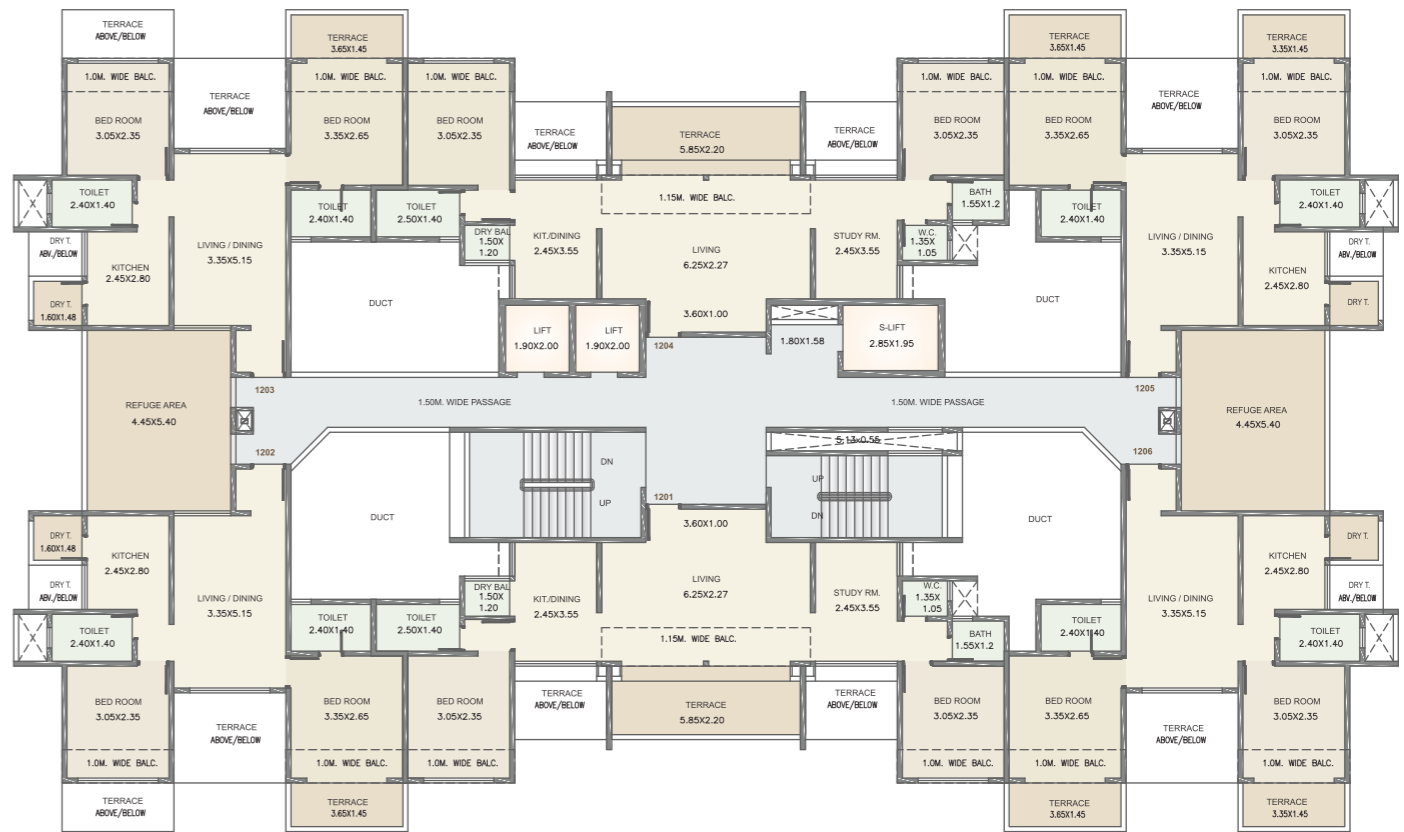 TERRACE
ABOVE/BELOW
TERRACE
3.65X1.45
TERRACE
3.65X1.45
TERRACE
3.35X1.45
1.0M. WIDE BALC.
1.0M. WIDE BALC.
1.0M. WIDE BALC.
1.0M. WIDE BALC.
1.0M. WIDE BALC.
1.0M. WIDE BALC.
TERRACE
ABOVE/BELOW
TERRACE
ABOVE/BELOW
BED ROOM
3.05X2.35
BED ROOM
3.35X2.65
BED ROOM
3.05X2.35
TERRACE
ABOVE/BELOW
TERRACE
5.85X2.20
TERRACE
ABOVE/BELOW
BED ROOM
3.05X2.35
BED ROOM
3.35X2.65
BED ROOM
3.05X2.35
TOILET
2.40X1.40
TOILET
2.40X1.40
TOILET
2.50X1.40
1.15M. WIDE BALC.
BATH
1.55X1.2
TOILET
2.40X1.40
TOILET
2.40X1.40
DRY T.
ABV./BELOW
LIVING / DINING
3.35X5.15
DRY BAL
1.50X
1.20
KIT./DINING
2.45X3.55
LIVING
6.25X2.27
STUDY RM.
2.45X3.55
W.C.
1.35X
1.05
LIVING / DINING
3.35X5.15
DRY T.
ABV./BELOW
KITCHEN
2.45X2.80
KITCHEN
2.45X2.80
DRY T.
1.60X1.48
DUCT
DUCT
DRY T.
3.60X1.00
LIFT
1.90X2.00
LIFT
1.90X2.00
1204
1.80X1.58
S-LIFT
2.85X1.95
1203
1205
REFUGE AREA
4.45X5.40
1.50M. WIDE PASSAGE
1.50M. WIDE PASSAGE
REFUGE AREA
4.45X5.40
5.13x0.55
1202
1206
DN
UP
UP
DN
1201
DUCT
DUCT
3.60X1.00
DRY T.
1.60X1.48
DRY T.
KITCHEN
2.45X2.80
KITCHEN
2.45X2.80
DRY T.
ABV./BELOW
LIVING / DINING
3.35X5.15
DRY BAL
1.50X
1.20
KIT./DINING
2.45X3.55
LIVING
6.25X2.27
STUDY RM.
2.45X3.55
W.C.
1.35X
1.05
LIVING / DINING
3.35X5.15
DRY T.
ABV./BELOW
TOILET
2.40X1.40
TOILET
2.40X1.40
TOILET
2.50X1.40
1.15M. WIDE BALC.
BATH
1.55X1.2
TOILET
2.40X1.40
TOILET
2.40X1.40
BED ROOM
3.05X2.35
BED ROOM
3.35X2.65
BED ROOM
3.05X2.35
TERRACE
ABOVE/BELOW
TERRACE
5.85X2.20
TERRACE
ABOVE/BELOW
BED ROOM
3.05X2.35
BED ROOM
3.35X2.65
BED ROOM
3.05X2.35
TERRACE
ABOVE/BELOW
TERRACE
ABOVE/BELOW
1.0M. WIDE BALC.
1.0M. WIDE BALC.
1.0M. WIDE BALC.
1.0M. WIDE BALC.
1.0M. WIDE BALC.
1.0M. WIDE BALC.
TERRACE
ABOVE/BELOW
TERRACE
3.65X1.45
TERRACE
3.65X1.45
TERRACE
3.35X1.45